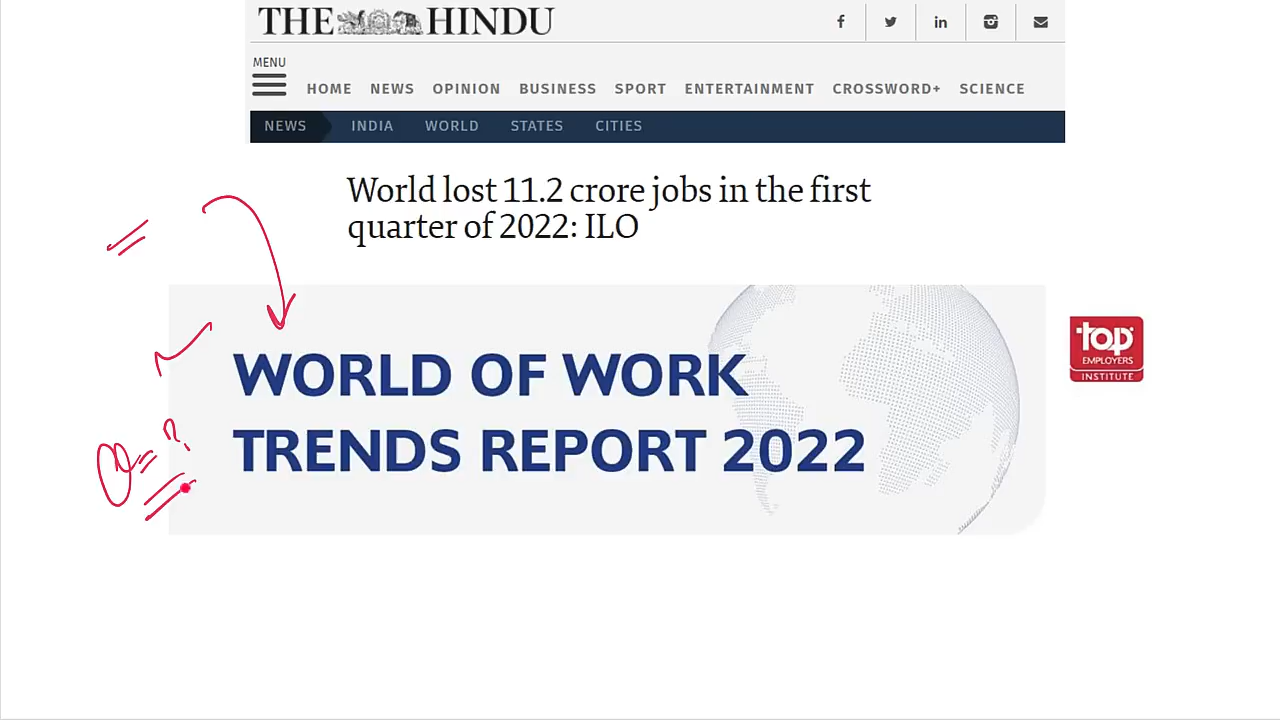 THE HINDU
MENU
HOME NEWS OPINION BUSINESS SPORT ENTERTAINMENT CROSSWORD+ SCIENCE
NEWS INDIA WORLD STATES CITIES
World lost 11.2 crore jobs in the first
quarter of 2022: ILO
WORLD OF WORK
TRENDS REPORT 2022
top
EMPLOYERS
INSTITUTE